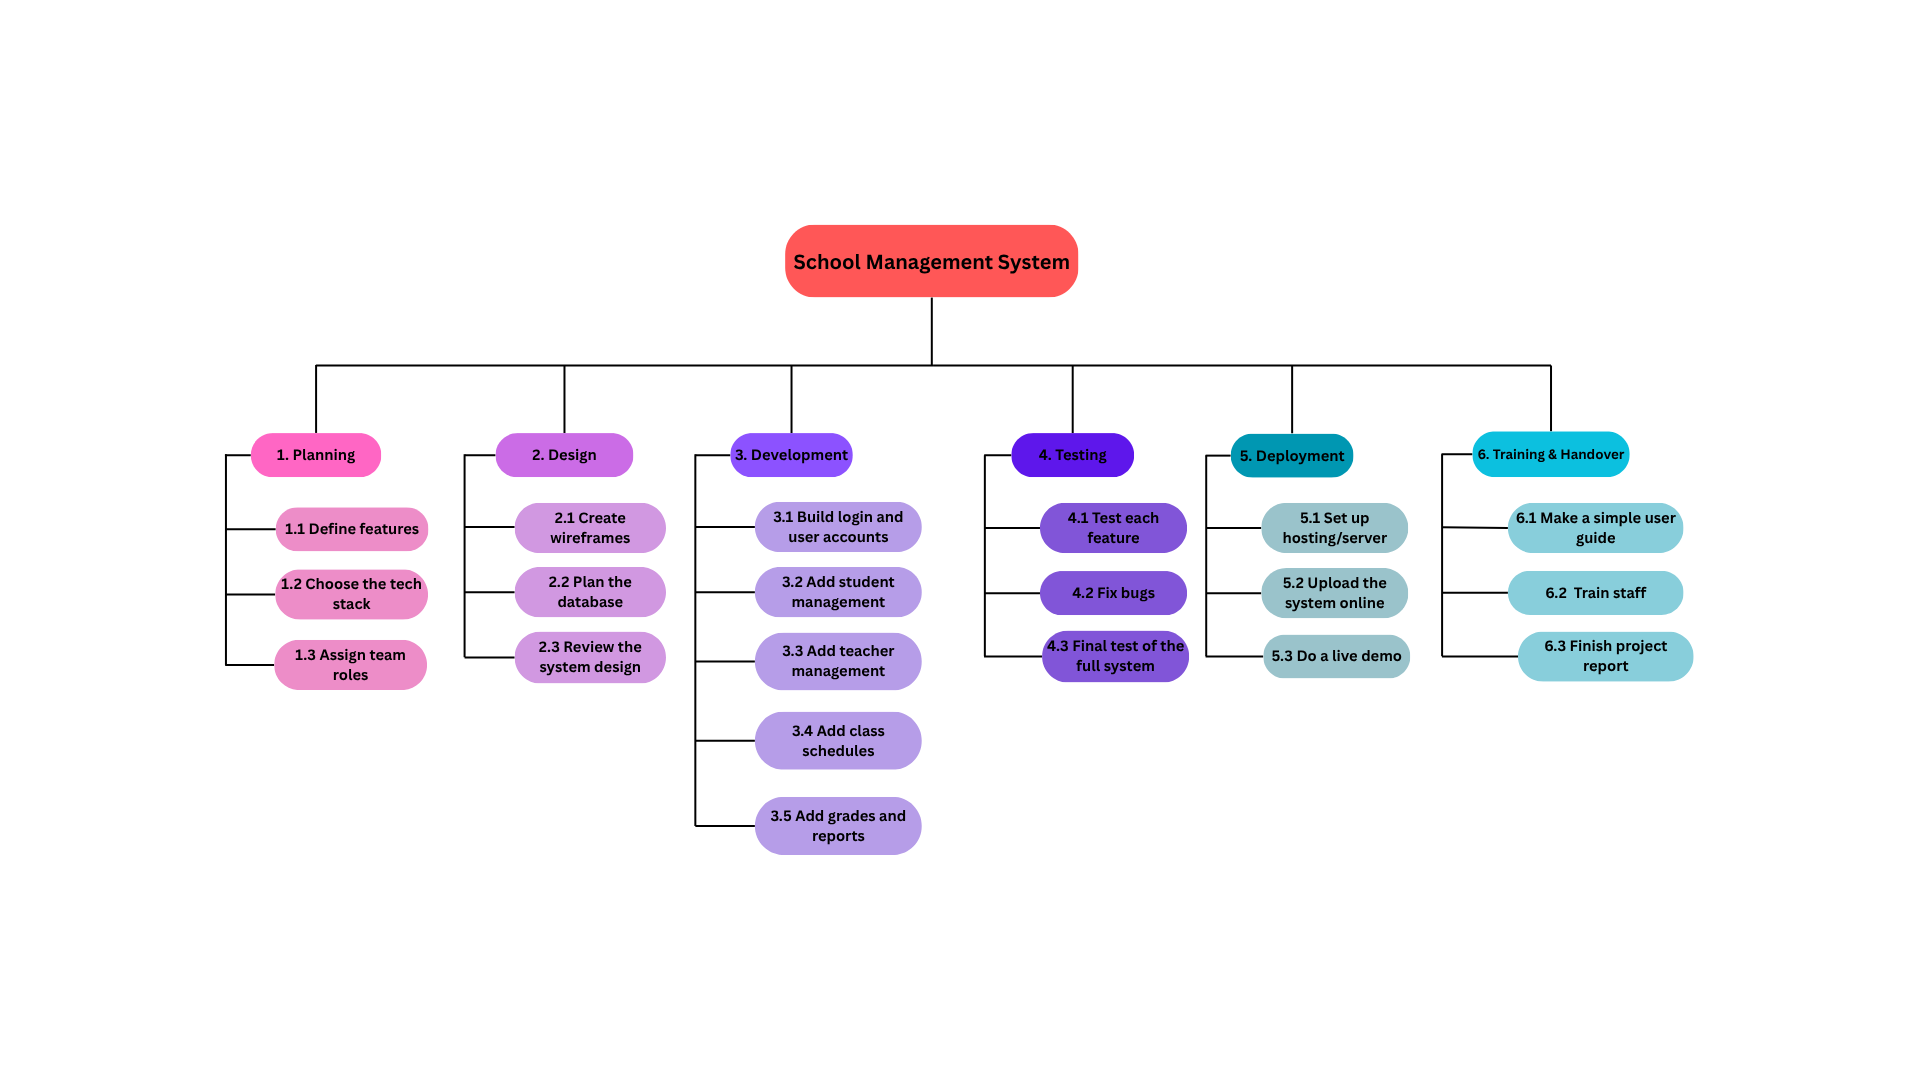 School Management System
1. Planning
1.1 Define features
1.2 Choose the tech
stack
1.3 Assign team
roles
2. Design
2.1 Create
wireframes
2.2 Plan the
database
2.3 Review the
system design
3. Development
3.1 Build login and
user accounts
3.2 Add student
management
3.3 Add teacher
management
3.4 Add class
schedules
3.5 Add grades and
reports
4. Testing
4.1 Test each
feature
4.2 Fix bugs
4.3 Final test of the
full system
5. Deployment
5.1 Set up
hosting/server
5.2 Upload the
system online
5.3 Do a live demo
6. Training & Handover
6.1 Make a simple user
guide
6.2 Train staff
6.3 Finish project
report